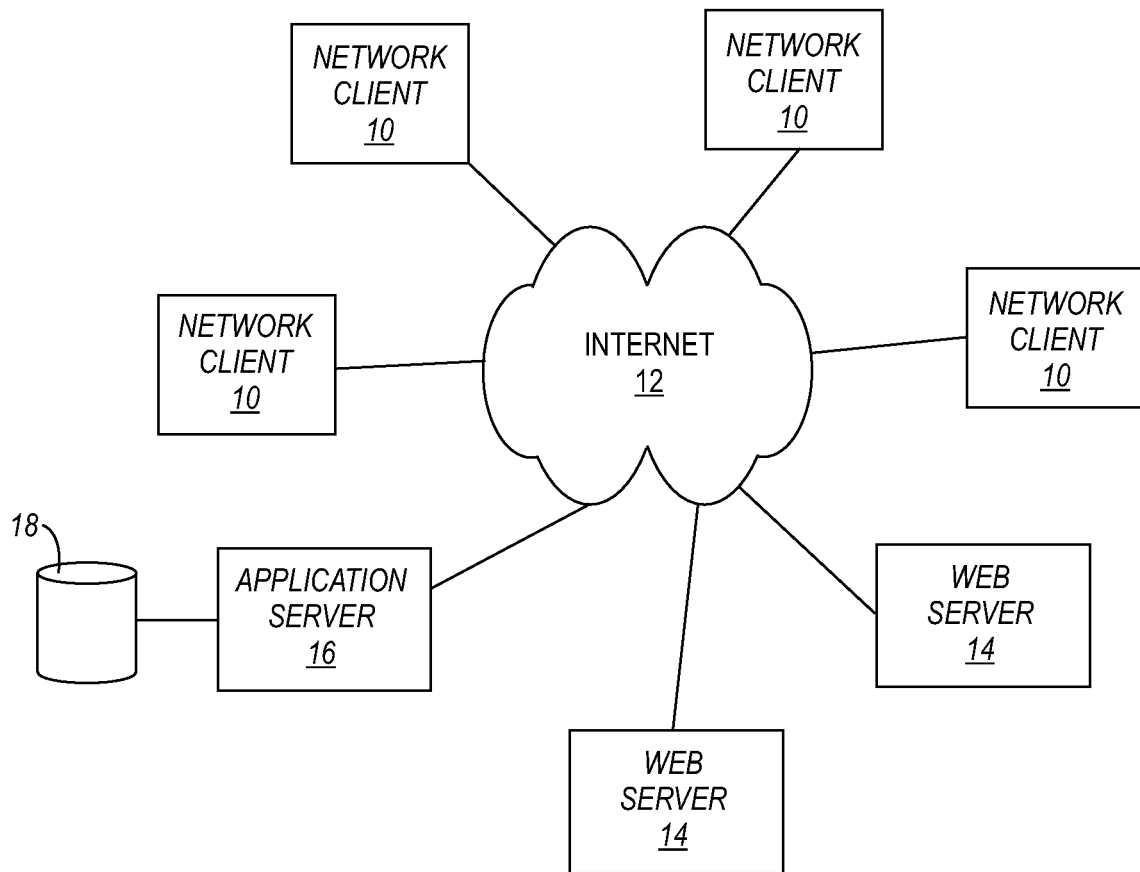 NETWORK
CLIENT
10
NETWORK
CLIENT
10
NETWORK
CLIENT
10
INTERNET
12
NETWORK
CLIENT
10
18
APPLICATION
SERVER
16
WEB
SERVER
14
WEB
SERVER
14